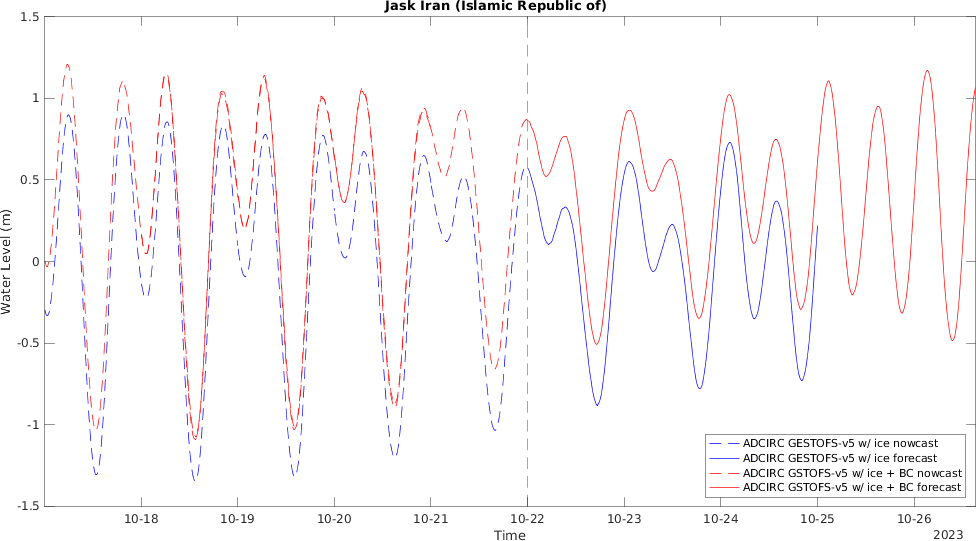 Jask Iran (Islamic Republic of)
1.5
1
0.5
0
-0.5
-1
-1.5
Water Level (m)
ADCIRC GESTOFS-v5 w/ ice nowcast
ADCIRC GESTOFS-v5 w/ ice forecast
ADCIRC GSTOFS-v5 w/ ice + BC nowcast
ADCIRC GSTOFS-v5 w/ ice + BC forecast
10-18 10-19 10-20 10-21 10-22 10-23 10-24 10-25 10-26
Time
2023